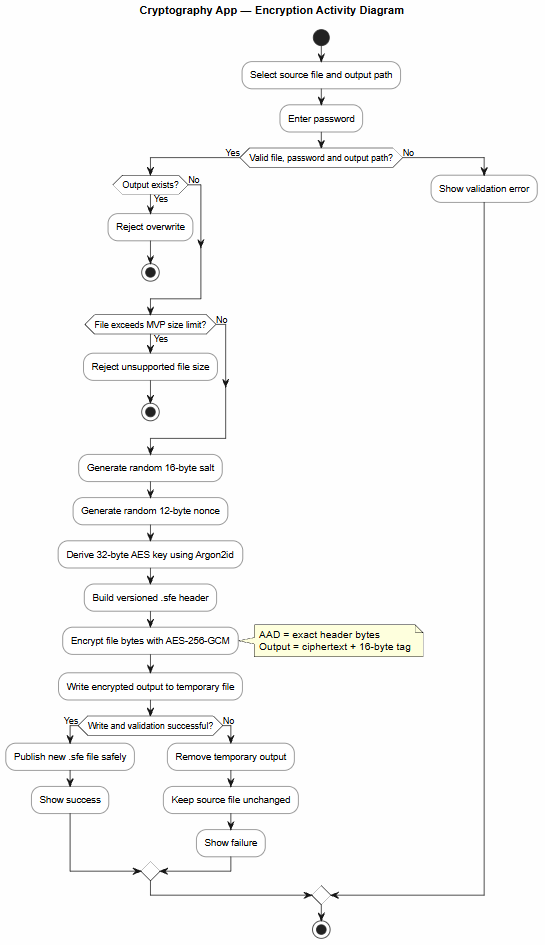 Cryptography App — Encryption Activity Diagram
Select source file and output path
Enter password
Yes
Valid file, password and output path?
No
Output exists?
No
Yes
Reject overwrite
Show validation error
File exceeds MVP size limit?
No
Yes
Reject unsupported file size
Generate random 16-byte salt
Generate random 12-byte nonce
Derive 32-byte AES key using Argon2id
Build versioned .sfe header
Encrypt file bytes with AES-256-GCM
AAD = exact header bytes
Output = ciphertext + 16-byte tag
Write encrypted output to temporary file
Yes
Write and validation successful?
No
Publish new .sfe file safely
Remove temporary output
Show success
Keep source file unchanged
Show failure